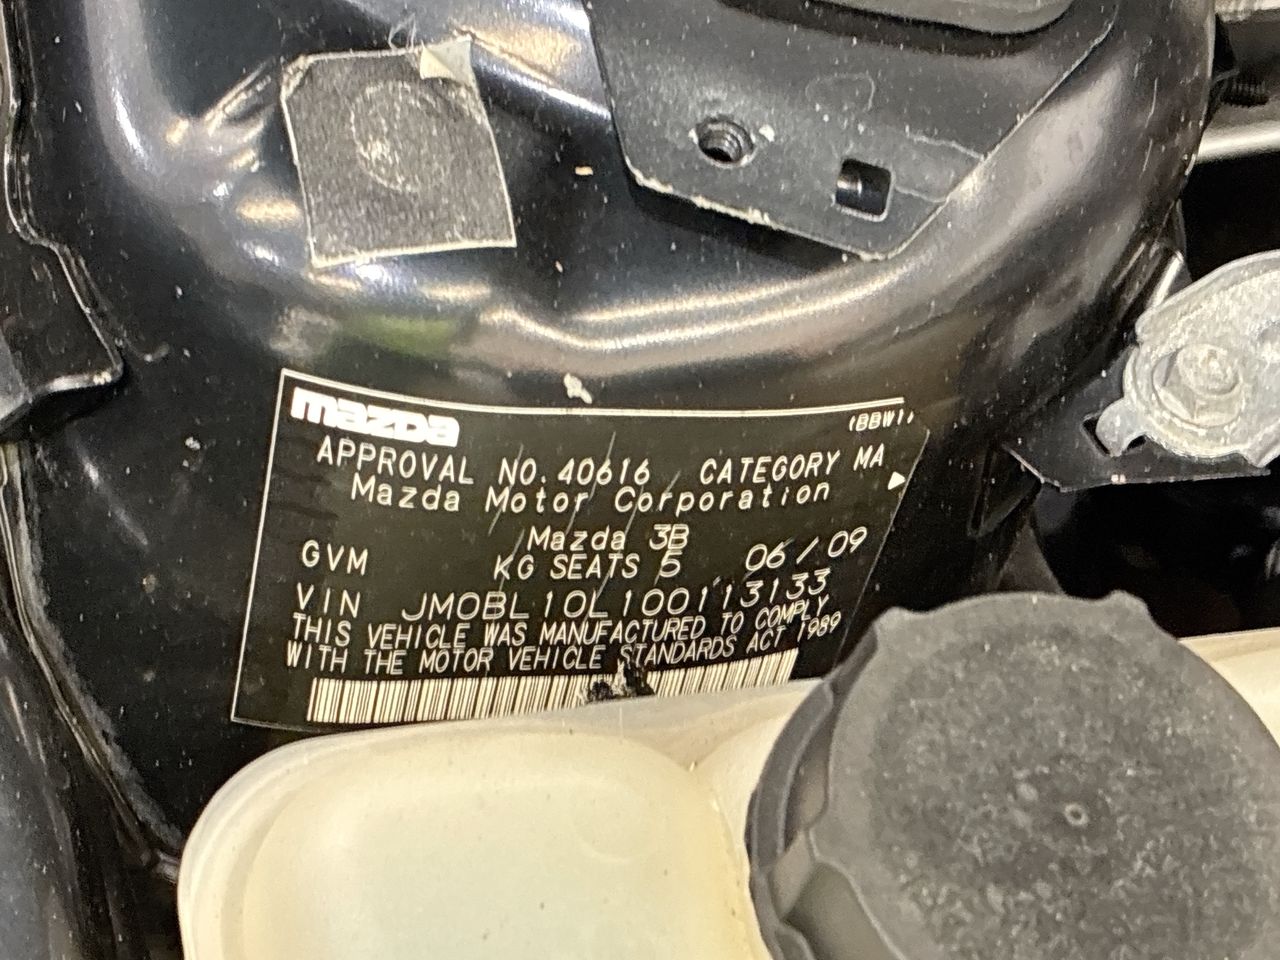 mazda
(BBW1)
APPROVAL NO. 40616 CATEGORY MA
Mazda Motor Corporation
Mazda 3B
GVM KG SEATS 5 06/09
VIN JM0BL10L100113133
THIS VEHICLE WAS MANUFACTURED TO COMPLY
WITH THE MOTOR VEHICLE STANDARDS ACT 1989